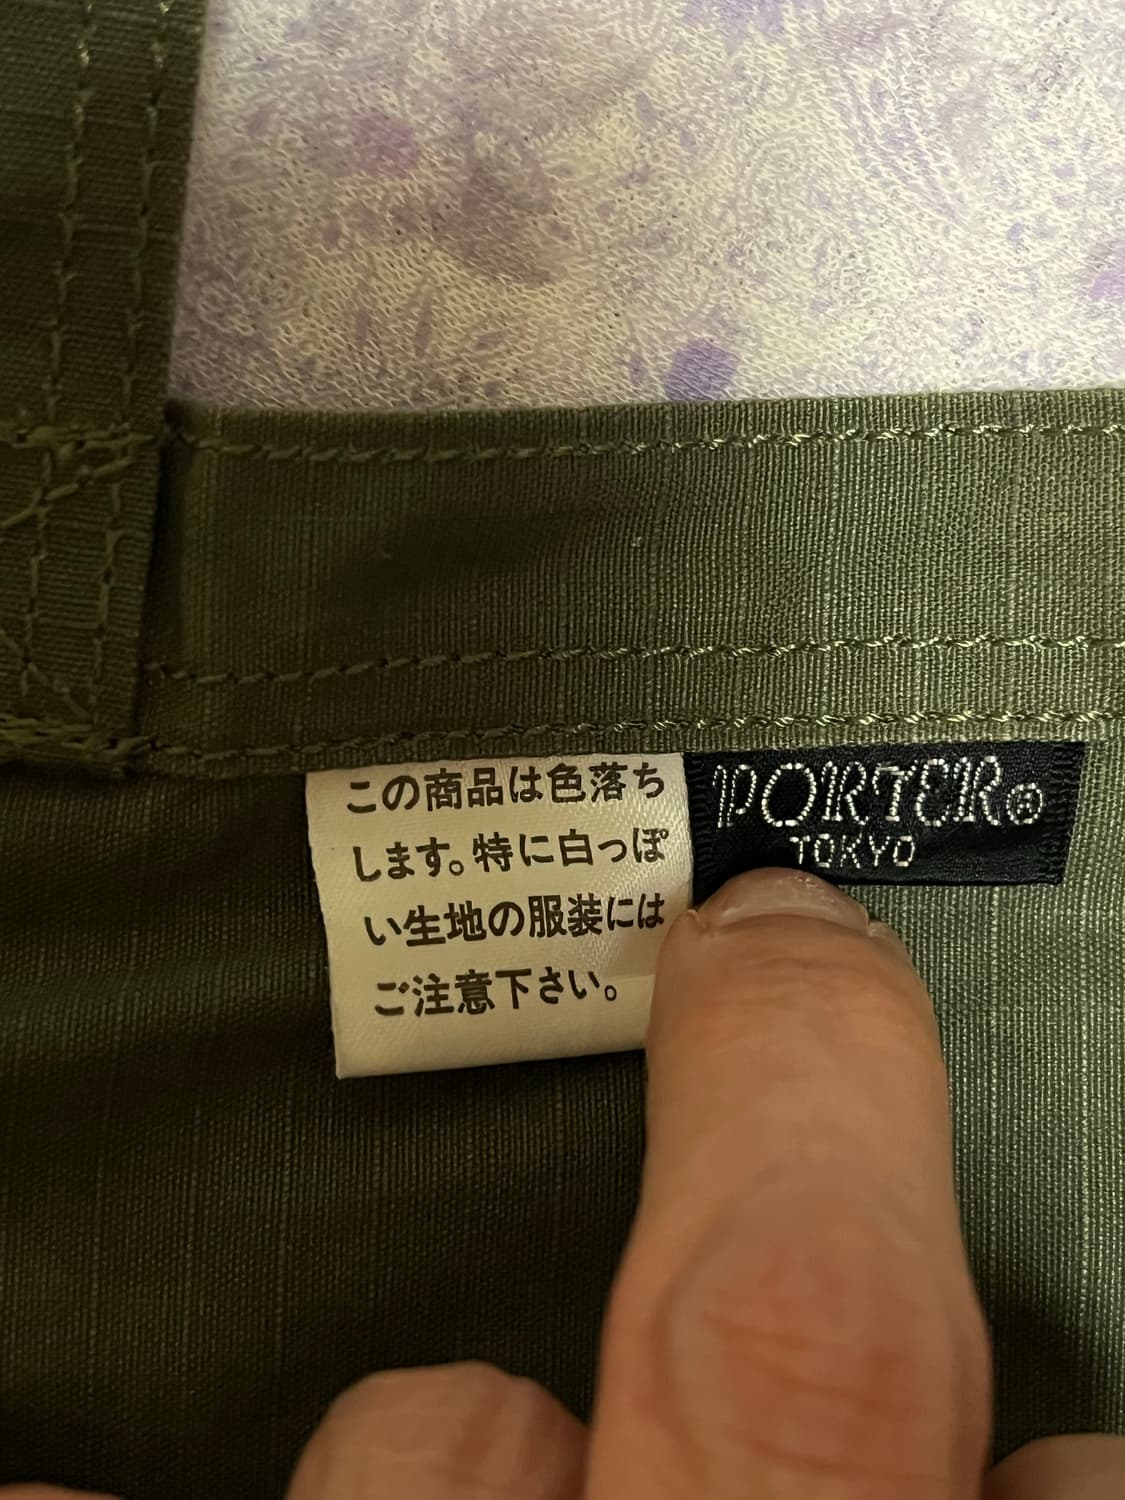 この商品は色落ち
します。特に白っぽ
い生地の服装には
ご注意下さい。
PORTER®
TOKYO